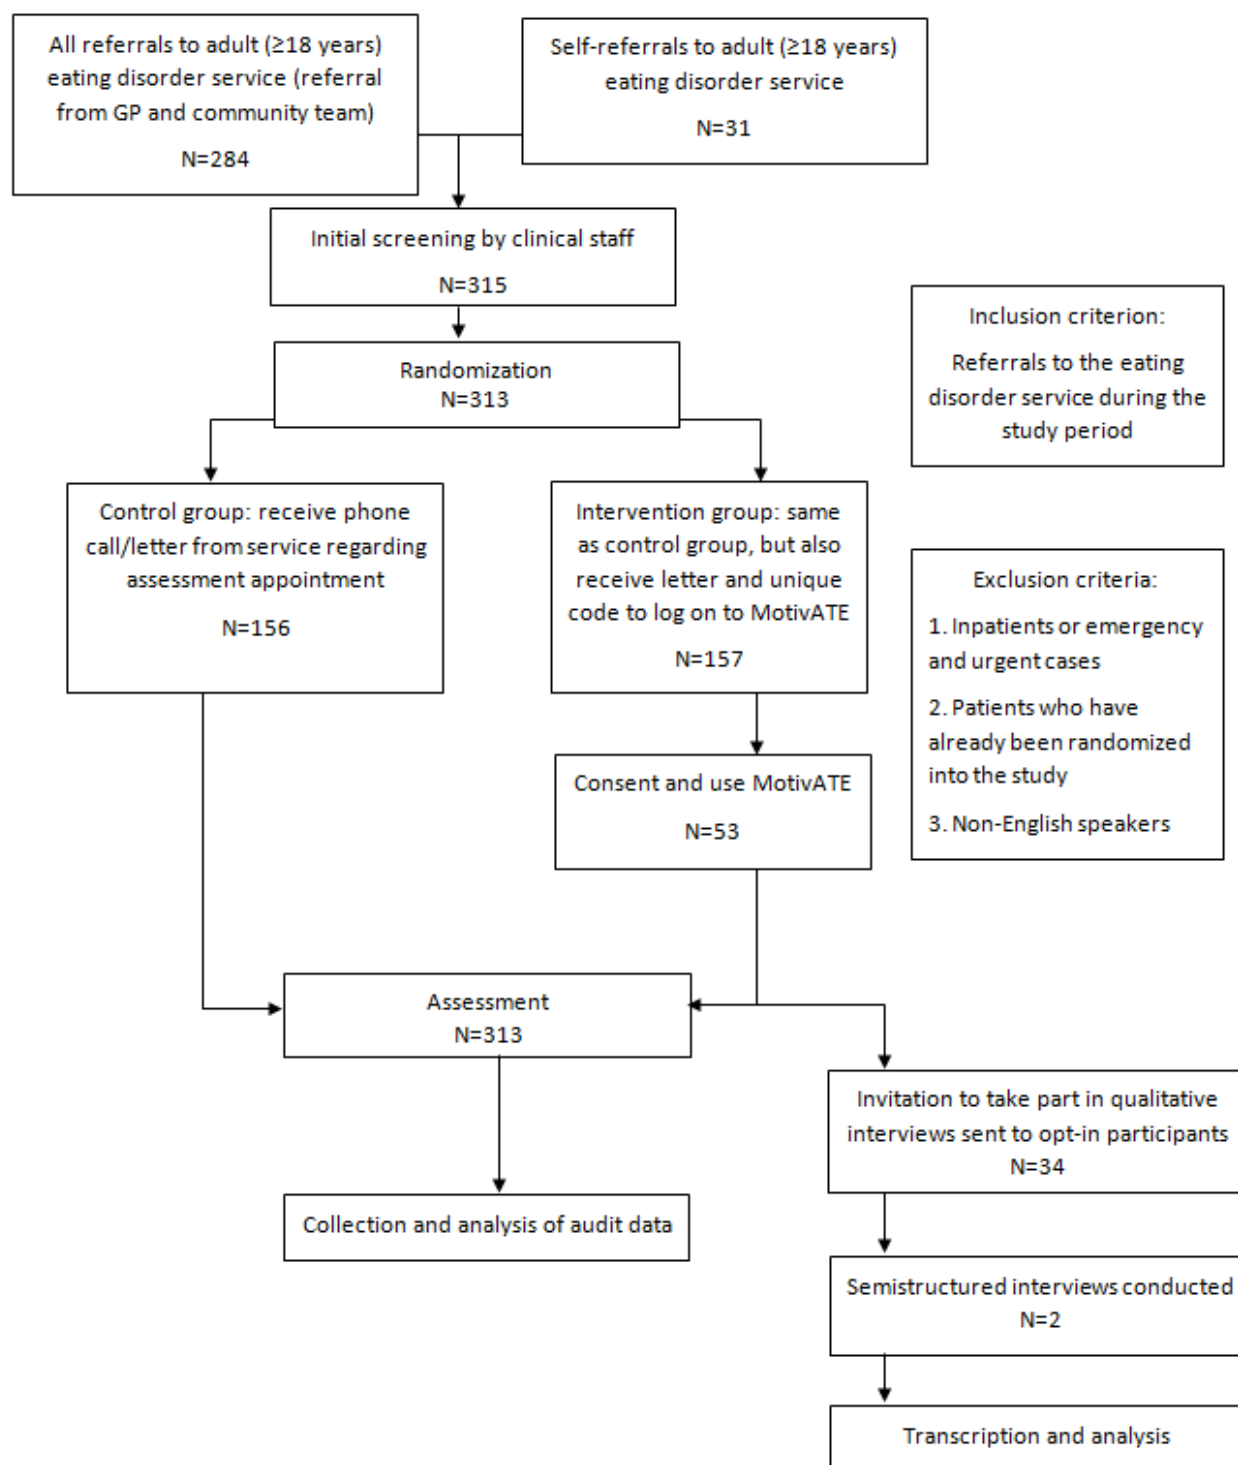 All referrals to adult (≥18 years)
eating disorder service (referral
from GP and community team)
N=284
Self-referrals to adult (≥18 years)
eating disorder service
N=31
Initial screening by clinical staff
N=315
Randomization
N=313
Inclusion criterion:
Referrals to the eating
disorder service during the
study period
Control group: receive phone
call/letter from service regarding
assessment appointment
N=156
Intervention group: same
as control group, but also
receive letter and unique
code to log on to MotivATE
N=157
Exclusion criteria:
1. Inpatients or emergency
and urgent cases
2. Patients who have
already been randomized
into the study
3. Non-English speakers
Consent and use MotivATE
N=53
Assessment
N=313
Invitation to take part in qualitative
interviews sent to opt-in participants
N=34
Collection and analysis of audit data
Semistructured interviews conducted
N=2
Transcription and analysis